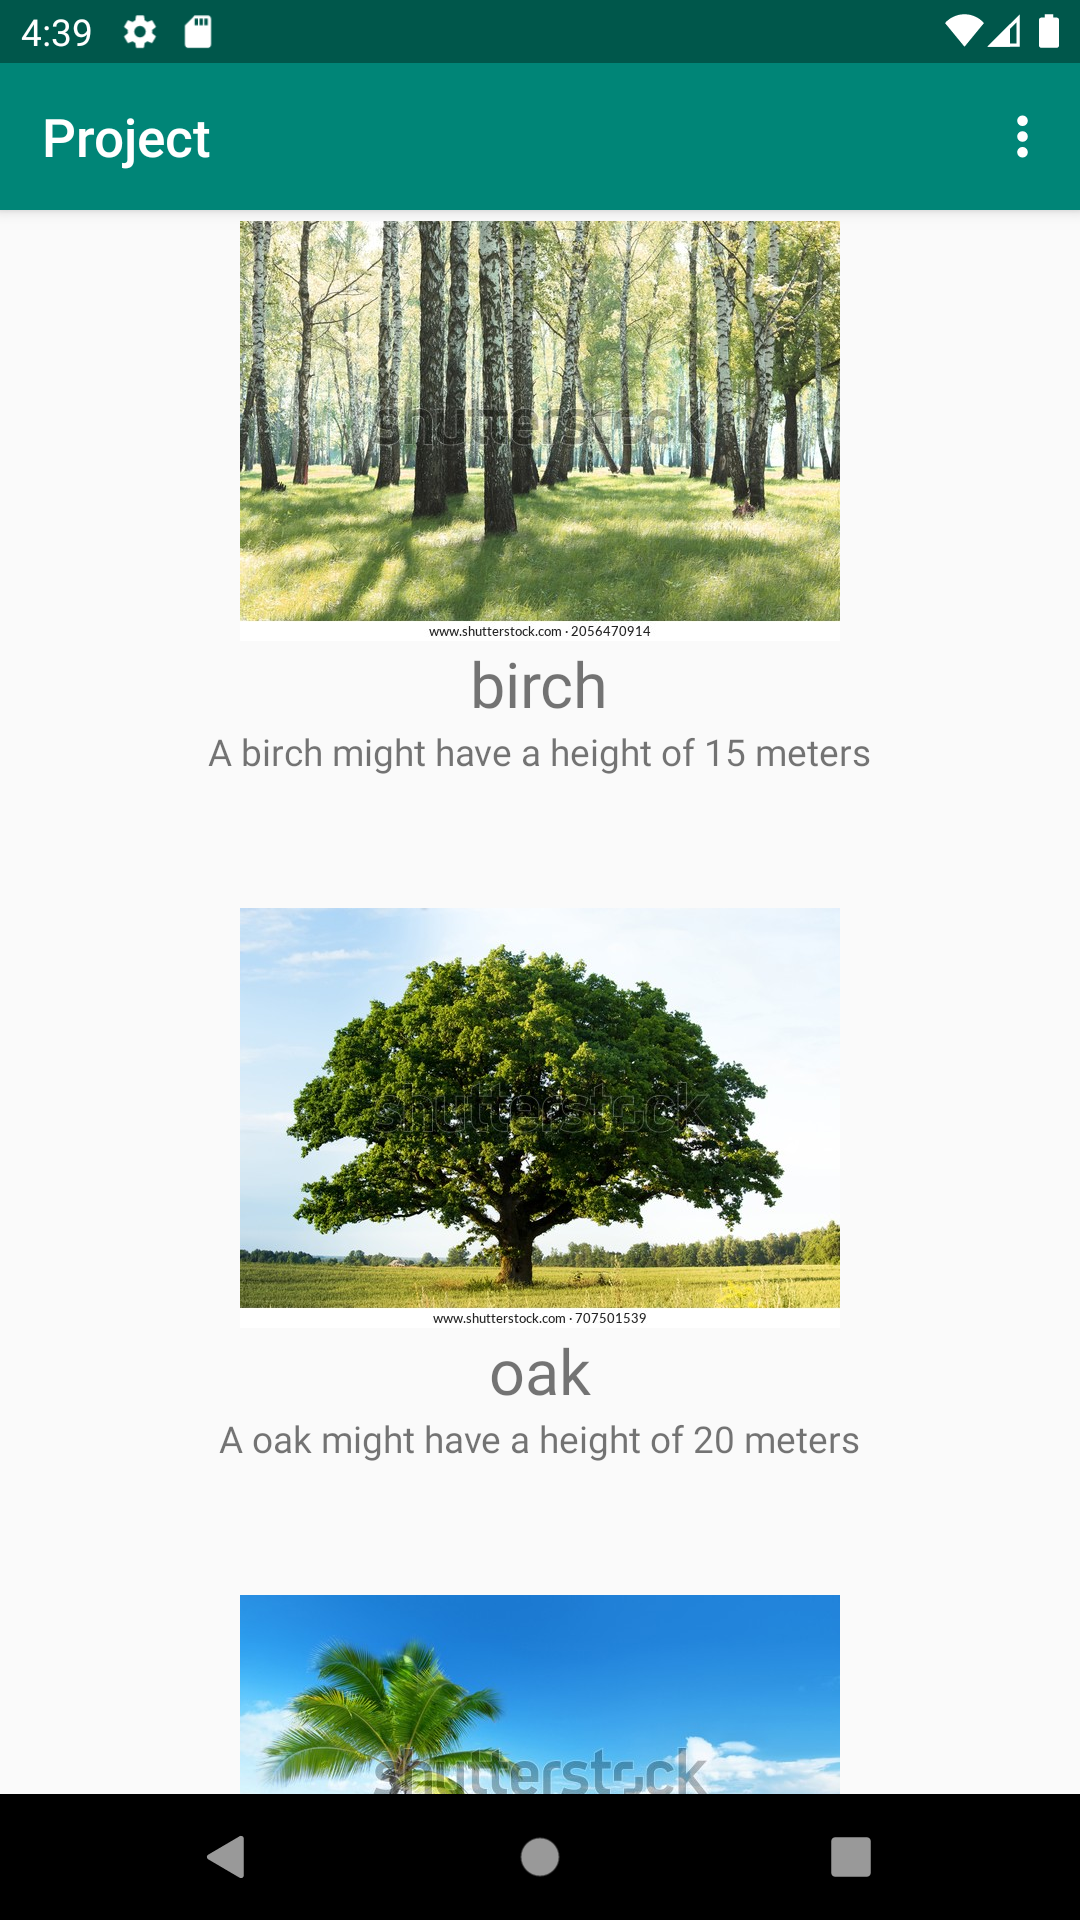 4:39
Project
shutterstock
www.shutterstock.com · 2056470914
birch
A birch might have a height of 15 meters
shutterstock
www.shutterstock.com · 707501539
oak
A oak might have a height of 20 meters
shutterstock